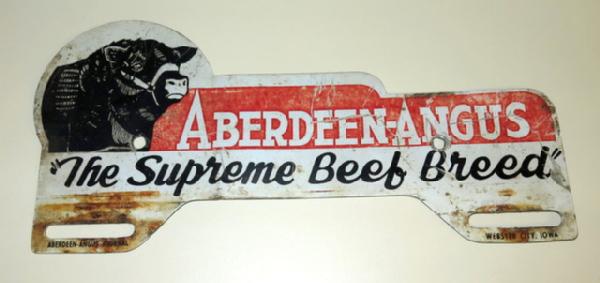 ABERDEEN-ANGUS
"The Supreme Beef Breed"
ABERDEEN-ANGUS JOURNAL
WEBSTER CITY, IOWA